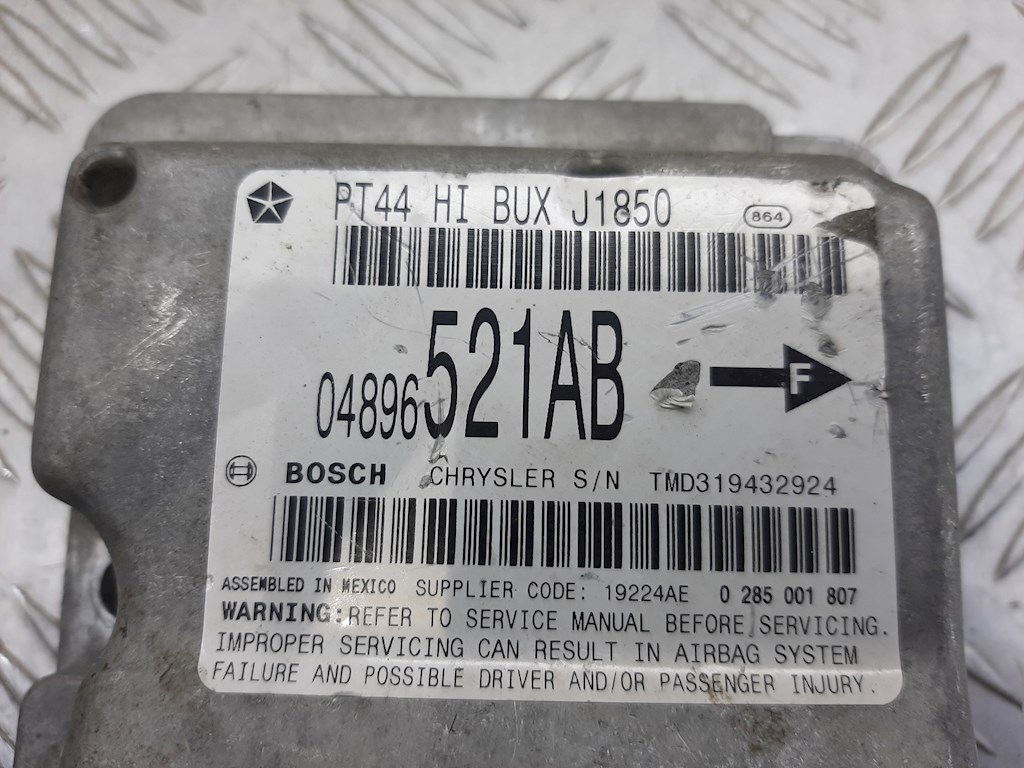 PT44 HI BUX J1850
864
04896521AB
F
BOSCH CHRYSLER S/N TMD319432924
ASSEMBLED IN MEXICO SUPPLIER CODE: 19224AE 0 285 001 807
WARNING: REFER TO SERVICE MANUAL BEFORE SERVICING.
IMPROPER SERVICING CAN RESULT IN AIRBAG SYSTEM
FAILURE AND POSSIBLE DRIVER AND/OR PASSENGER INJURY.